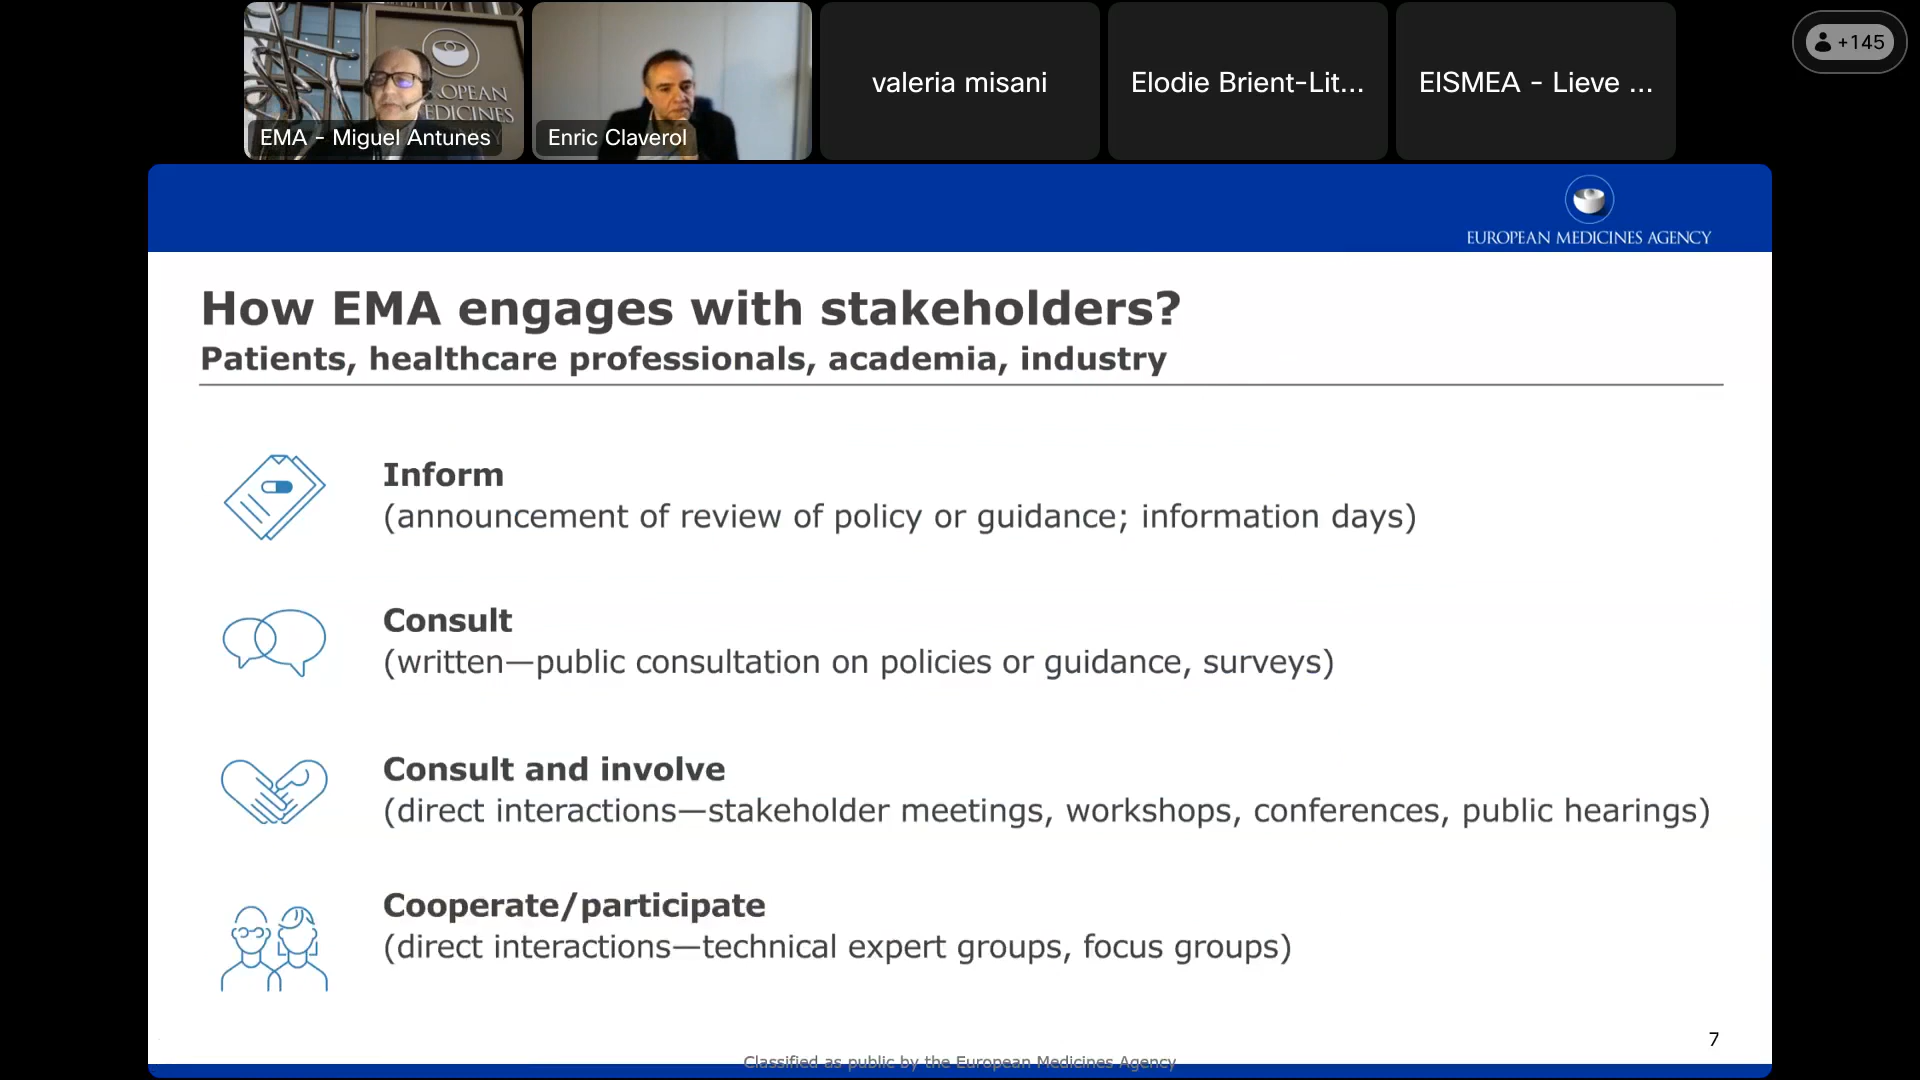 OPEAN
EDICINES
EMA - Miguel Antunes
Enric Claverol
valeria misani
Elodie Brient-Lit...
EISMEA - Lieve ...
+145
EUROPEAN MEDICINES AGENCY
How EMA engages with stakeholders?
Patients, healthcare professionals, academia, industry
Inform
(announcement of review of policy or guidance; information days)
Consult
(written—public consultation on policies or guidance, surveys)
Consult and involve
(direct interactions—stakeholder meetings, workshops, conferences, public hearings)
Cooperate/participate
(direct interactions—technical expert groups, focus groups)
7
Classified as public by the European Medicines Agency